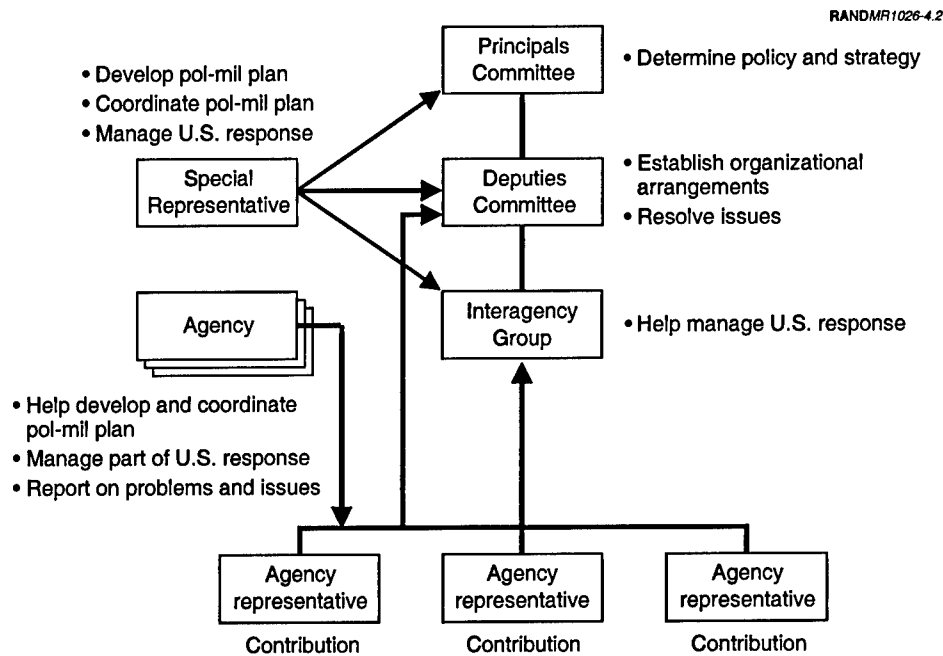 RANDMR1026-4.2
Principals
Committee
• Determine policy and strategy
• Develop pol-mil plan
• Coordinate pol-mil plan
• Manage U.S. response
Special
Representative
Deputies
Committee
• Establish organizational
arrangements
• Resolve issues
Agency
Interagency
Group
• Help manage U.S. response
• Help develop and coordinate
pol-mil plan
• Manage part of U.S. response
• Report on problems and issues
Agency
representative
Contribution
Agency
representative
Contribution
Agency
representative
Contribution